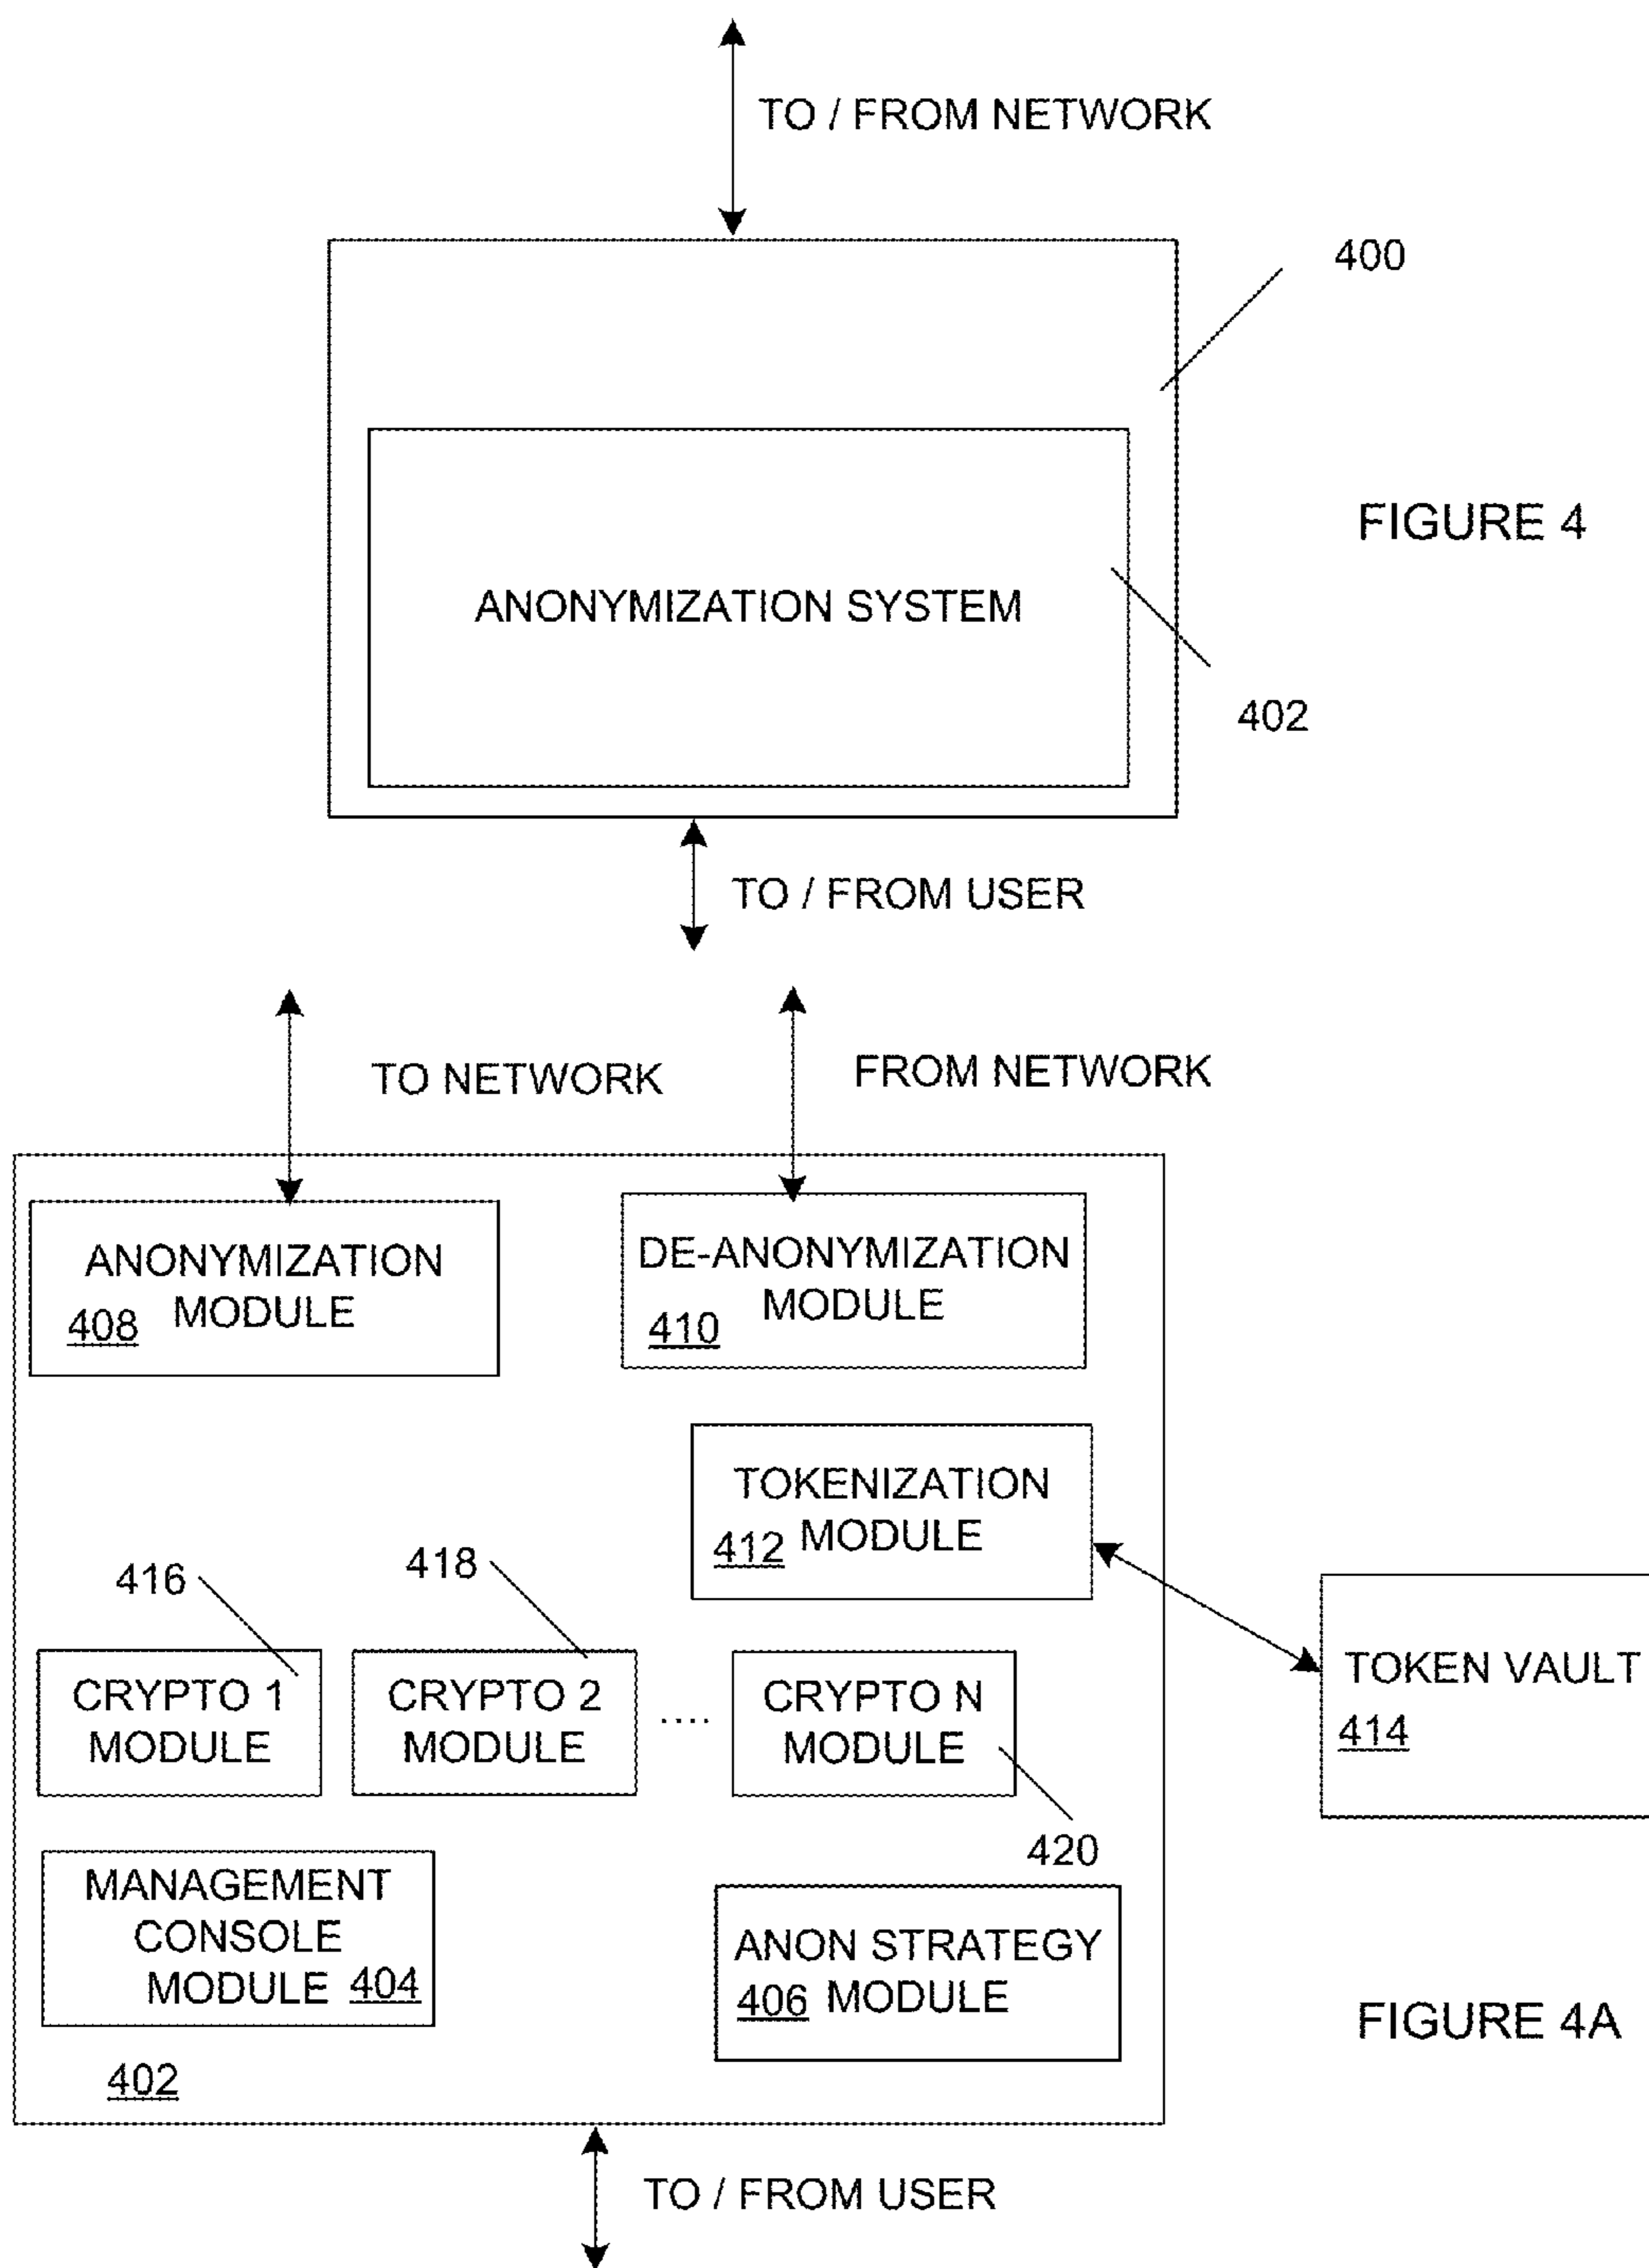 TO / FROM NETWORK
400
FIGURE 4
ANONYMIZATION SYSTEM
402
TO / FROM USER
TO NETWORK
FROM NETWORK
ANONYMIZATION
408 MODULE
DE-ANONYMIZATION
410 MODULE
TOKENIZATION
412 MODULE
416
418
CRYPTO 1
MODULE
CRYPTO 2
MODULE
....
CRYPTO N
MODULE
420
TOKEN VAULT
414
MANAGEMENT
CONSOLE
MODULE 404
ANON STRATEGY
406 MODULE
402
FIGURE 4A
TO / FROM USER